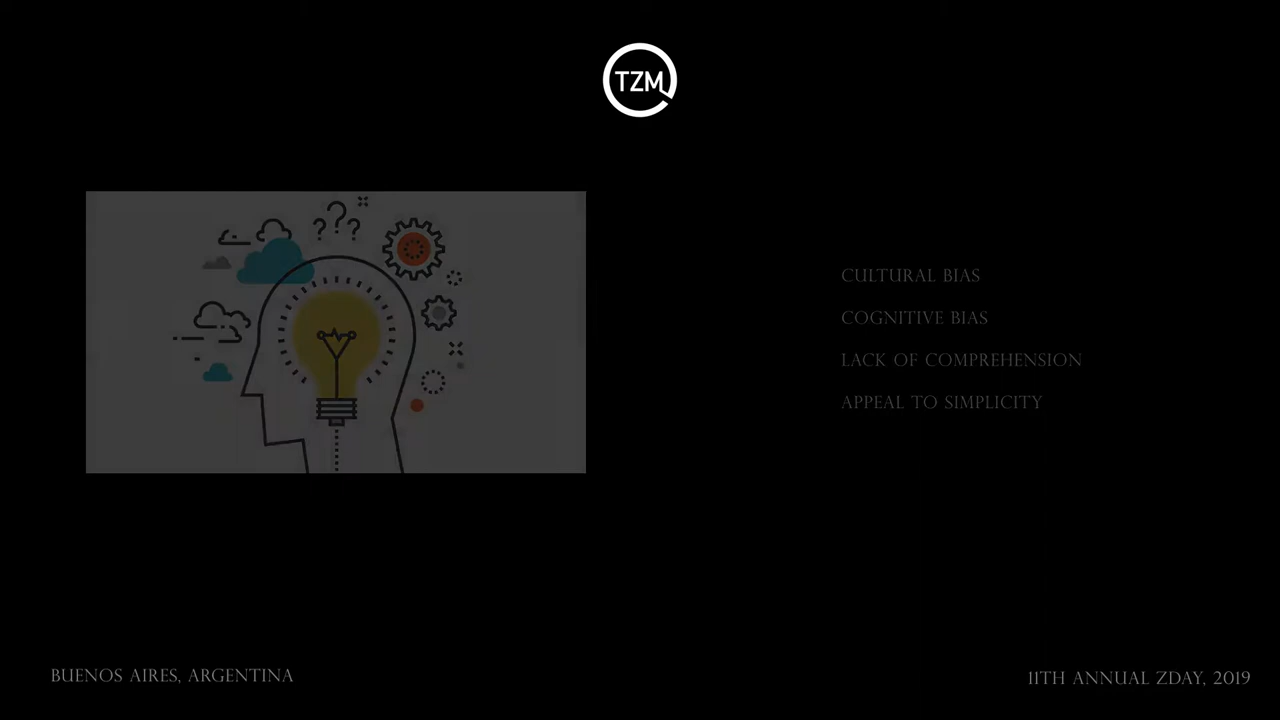 TZM
? ? ?
CULTURAL BIAS
COGNITIVE BIAS
LACK OF COMPREHENSION
APPEAL TO SIMPLICITY
BUENOS AIRES, ARGENTINA
11TH ANNUAL ZDAY, 2019